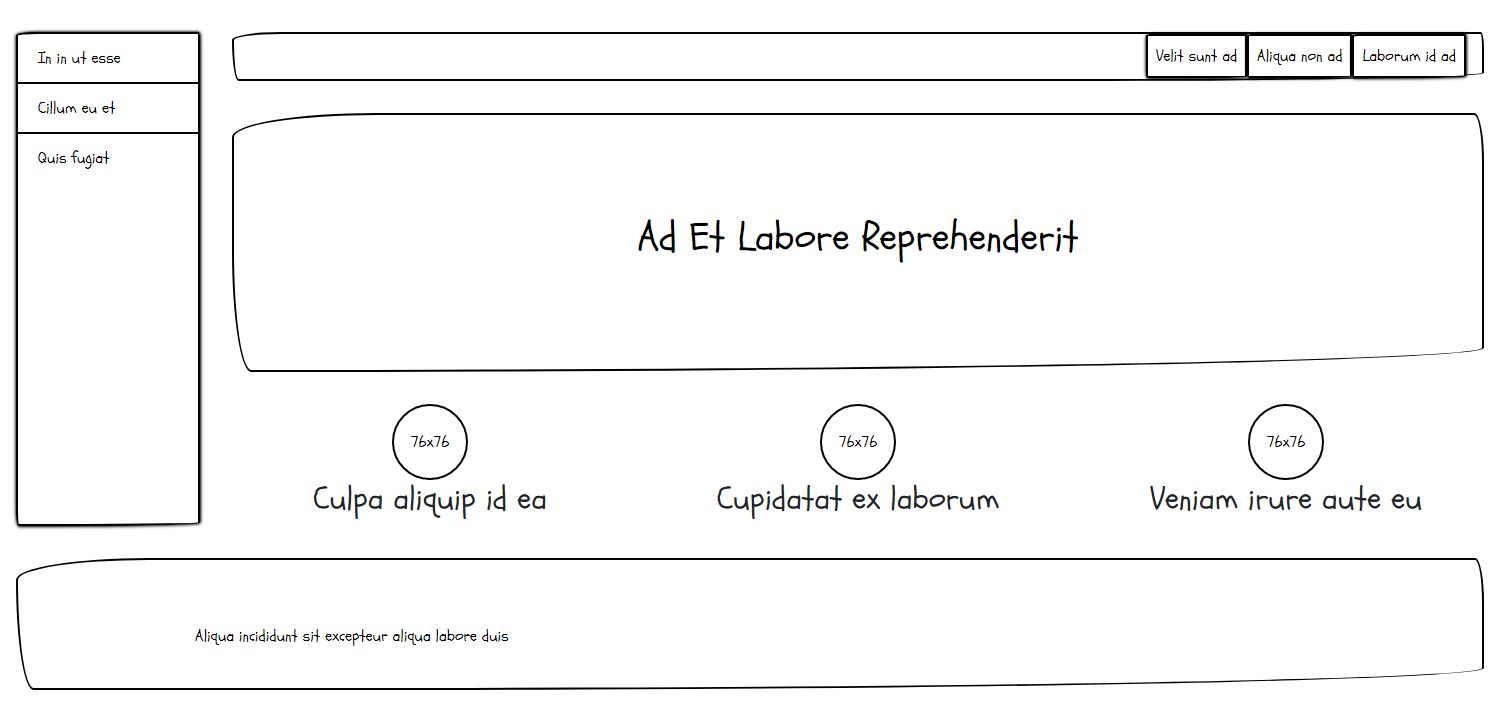 In in ut esse
Cillum eu et
Quis fugiat
Velit sunt ad
Aliqua non ad
Laborum id ad
Ad Et Labore Reprehenderit
76x76
Culpa aliquip id ea
76x76
Cupidatat ex laborum
76x76
Veniam irure aute eu
Aliqua incididunt sit excepteur aliqua labore duis